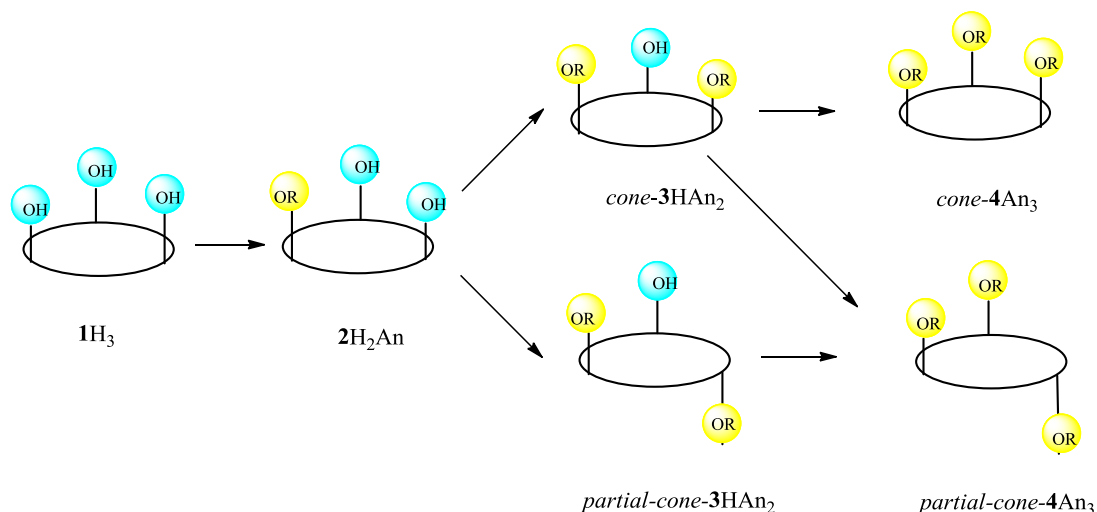 OH
OH
OH
1H3
OR
OH
OH
2H2An
OR
OH
OR
cone-3HAn2
OR
OR
OR
cone-4An3
OR
OH
OR
partial-cone-3HAn2
OR
OR
OR
partial-cone-4An3